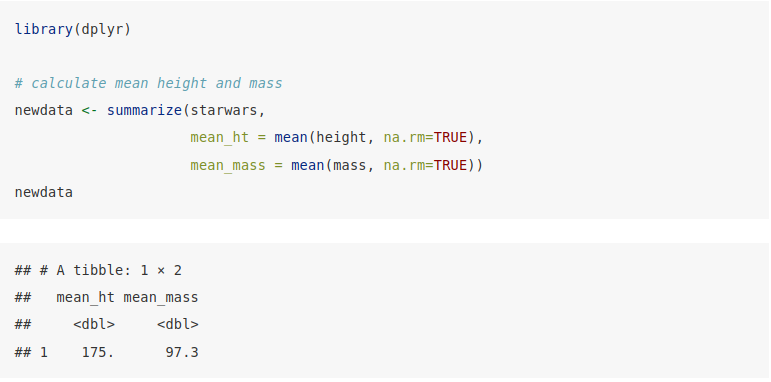 library(dplyr)
# calculate mean height and mass
newdata <- summarize(starwars,
mean_ht = mean(height, na.rm=TRUE),
mean_mass = mean(mass, na.rm=TRUE))
newdata
## # A tibble: 1 × 2
##   mean_ht mean_mass
##     <dbl>     <dbl>
## 1    175.      97.3